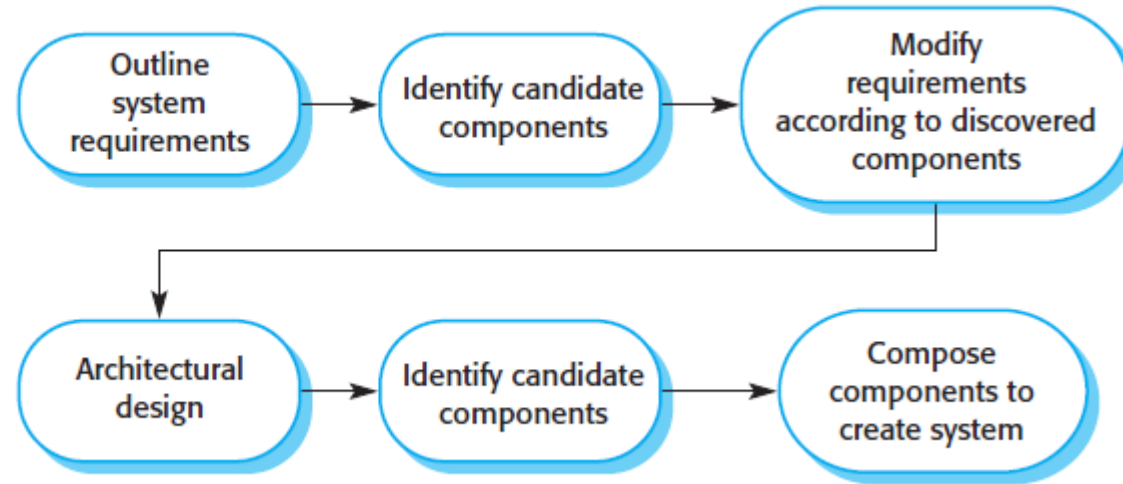 Outline
system
requirements
Identify candidate
components
Modify
requirements
according to discovered
components
Architectural
design
Identify candidate
components
Compose
components to
create system